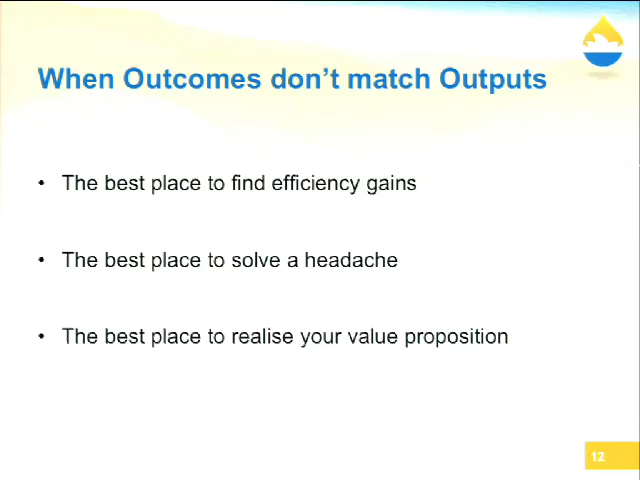 When Outcomes don't match Outputs
• The best place to find efficiency gains
• The best place to solve a headache
• The best place to realise your value proposition
12